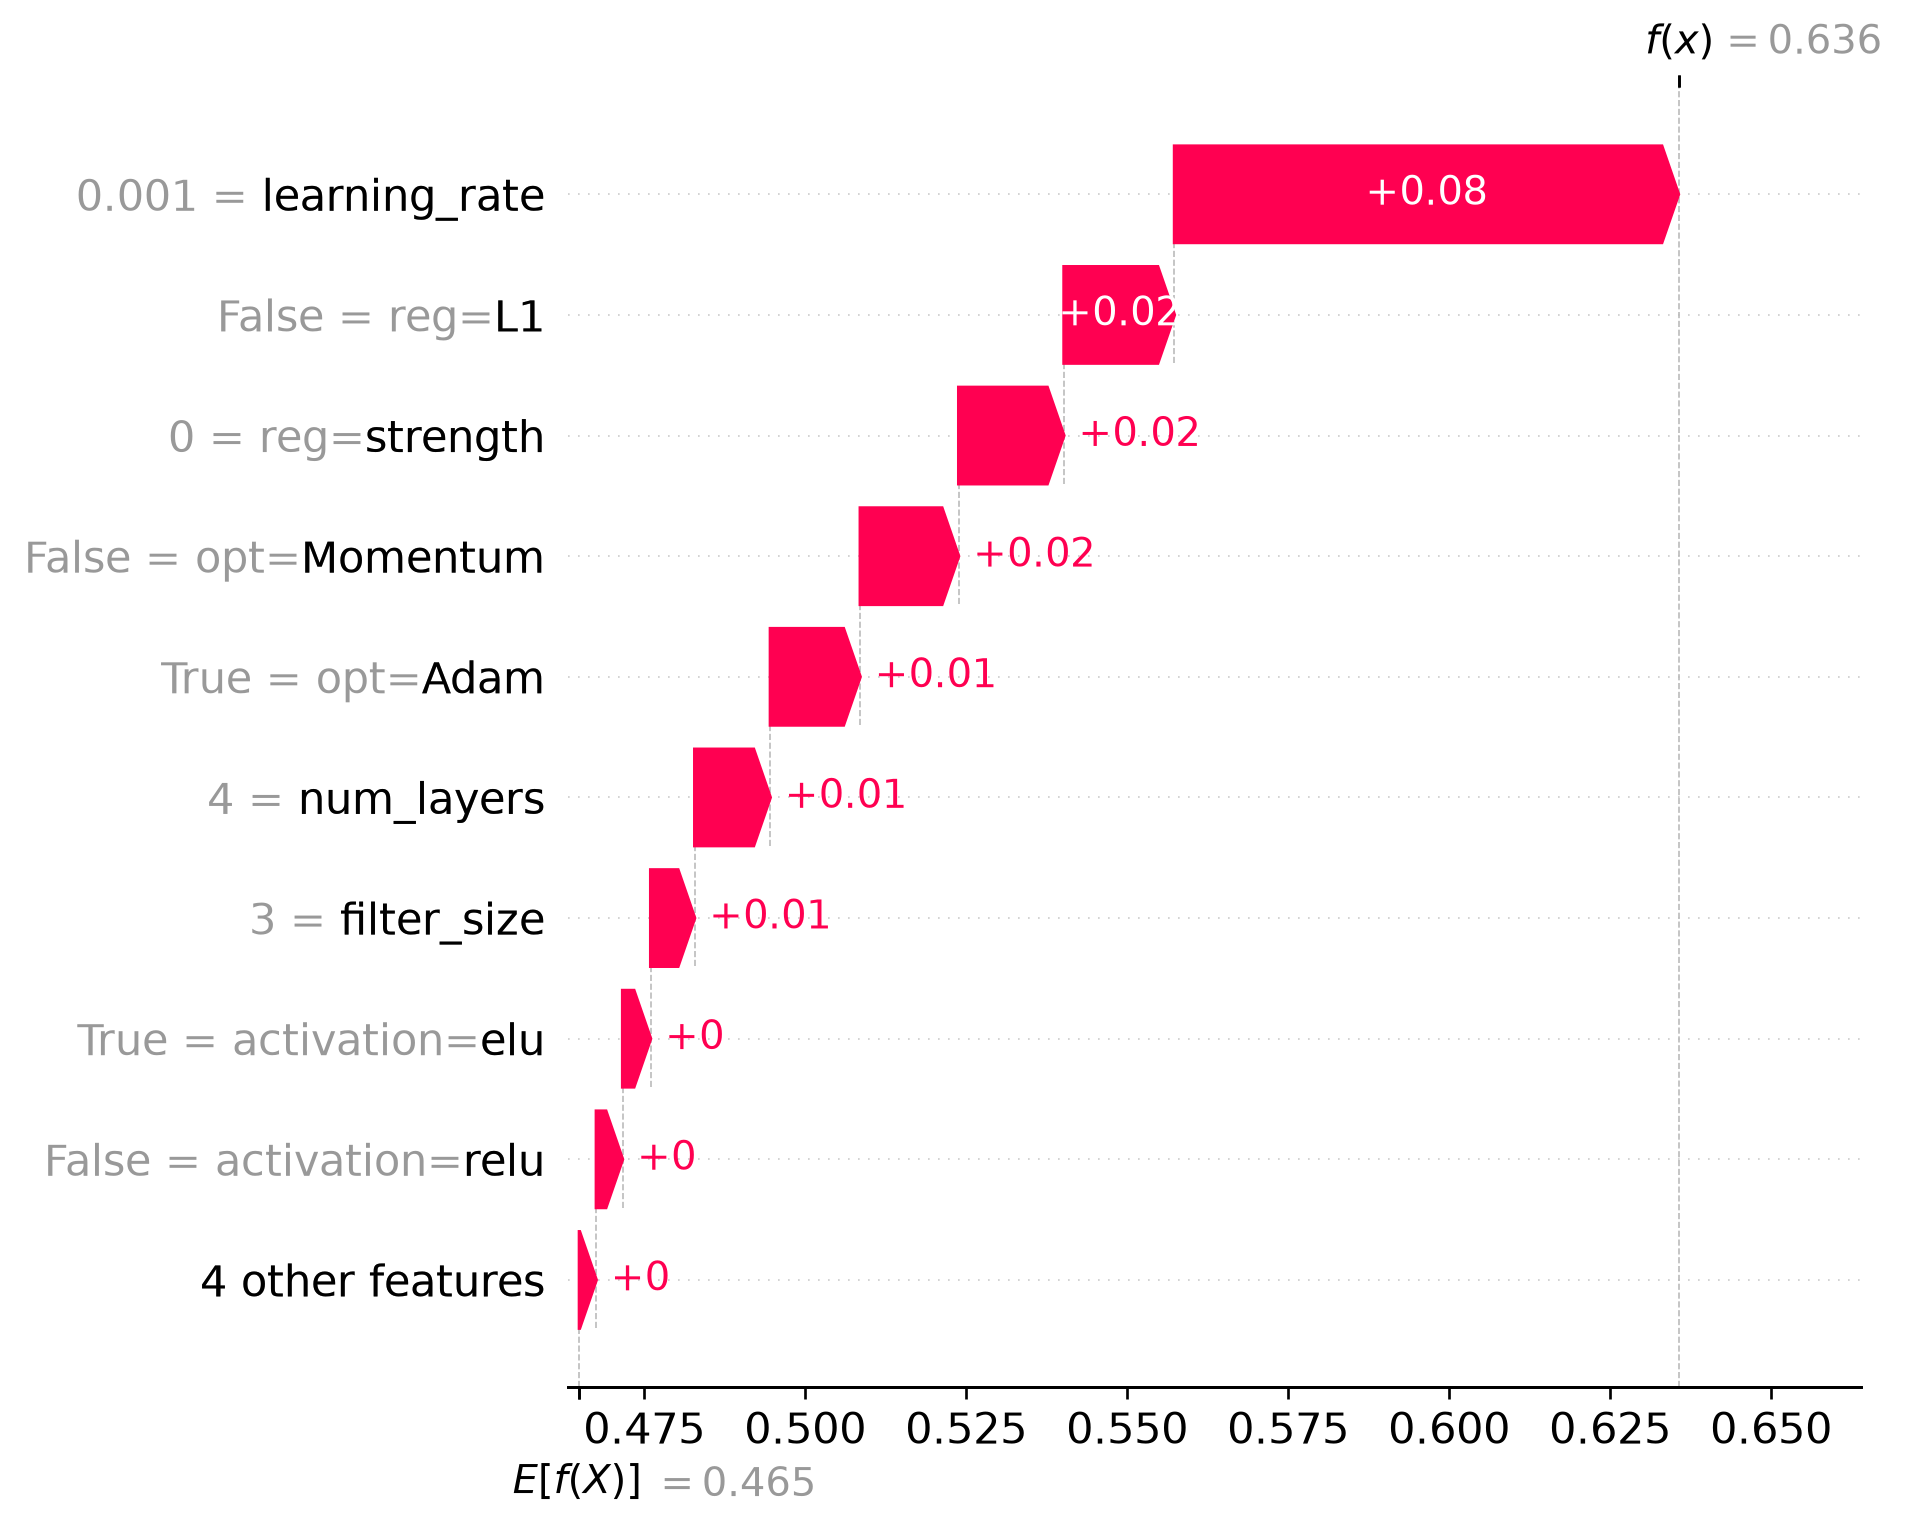 f(x) = 0.636
0.001 = learning_rate
+0.08
False = reg=L1
+0.02
0 = reg=strength
+0.02
False = opt=Momentum
+0.02
True = opt=Adam
+0.01
4 = num_layers
+0.01
3 = filter_size
+0.01
True = activation=elu
+0
False = activation=relu
+0
4 other features
+0
0.475 0.500 0.525 0.550 0.575 0.600 0.625 0.650
E[f(X)] = 0.465